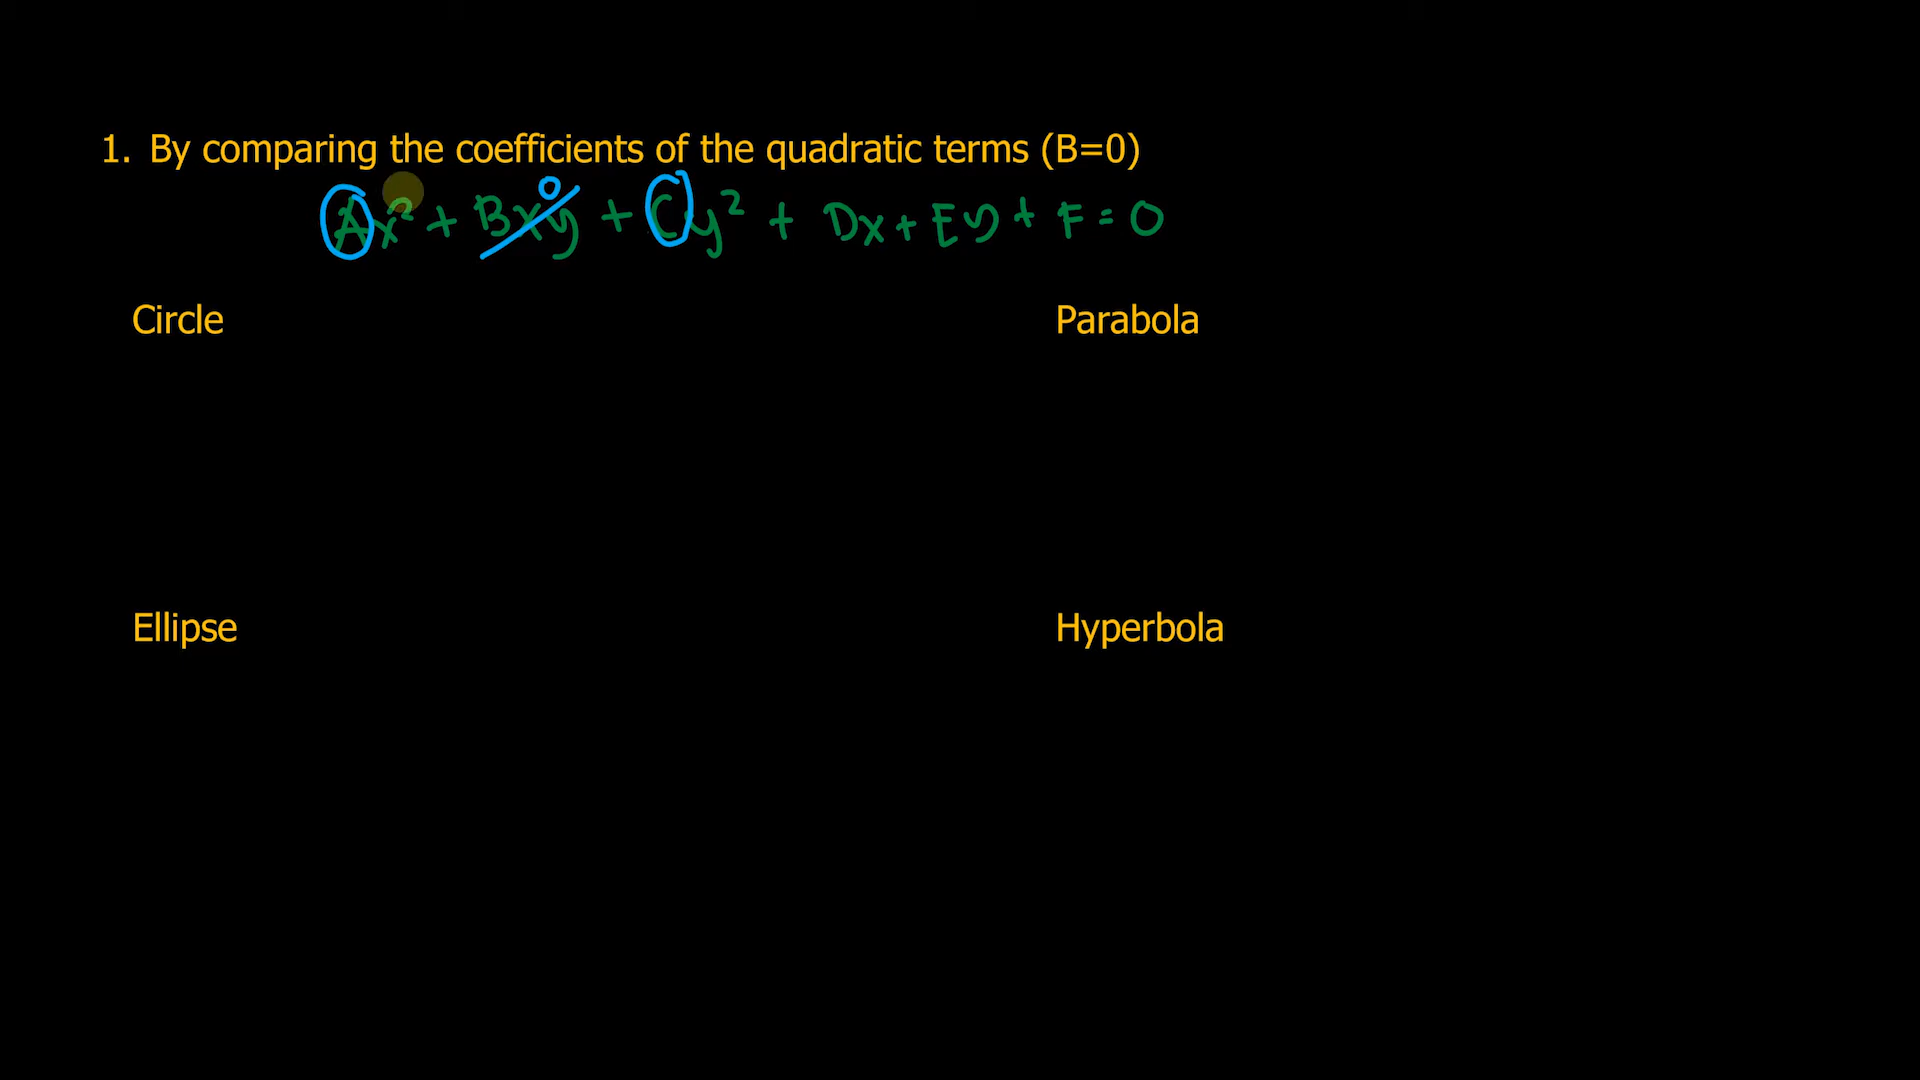 1. By comparing the coefficients of the quadratic terms (B=0)
Ax² + Bxy 0 + Cy² + Dx + Ey + F = 0
Circle
Parabola
Ellipse
Hyperbola